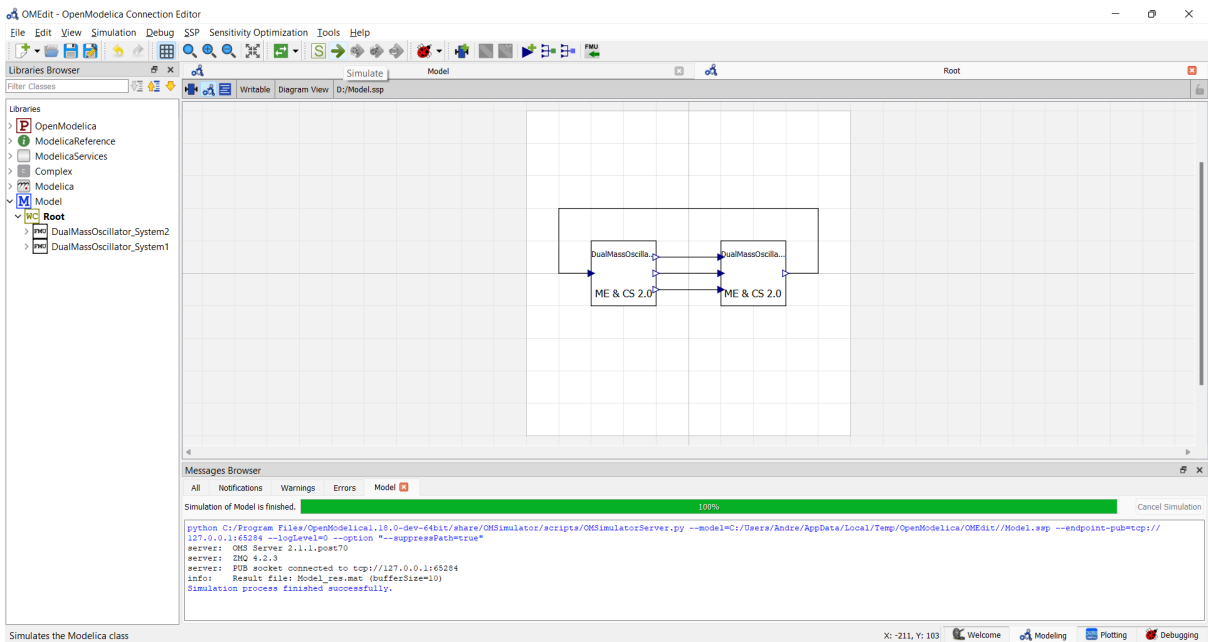 OMEdit - OpenModelica Connection Editor
File Edit View Simulation Debug SSP Sensitivity Optimization Tools Help
S FMU
Libraries Browser
Model
Root
Simulate
Filter Classes
Writable Diagram View D:/Model.ssp
Libraries
P OpenModelica
i ModelicaReference
ModelicaServices
C Complex
Modelica
M Model
WC Root
FMU DualMassOscillator_System2
FMU DualMassOscillator_System1
DualMassOscilla...
ME & CS 2.0
DualMassOscilla...
ME & CS 2.0
Messages Browser
All Notifications Warnings Errors Model
Simulation of Model is finished. 100% Cancel Simulation
python C:/Program Files/OpenModelica1.18.0-dev-64bit/share/OMSimulator/scripts/OMSimulatorServer.py --model=C:/Users/Andre/AppData/Local/Temp/OpenModelica/OMEdit//Model.ssp --endpoint-pub=tcp://
127.0.0.1:65284 --logLevel=0 --option "--suppressPath=true"
server: OMS Server 2.1.1.post70
server: ZMQ 4.2.3
server: PUB socket connected to tcp://127.0.0.1:65284
info: Result file: Model_res.mat (bufferSize=10)
Simulation process finished successfully.
Simulates the Modelica class
X: -211, Y: 103 Welcome Modeling Plotting Debugging